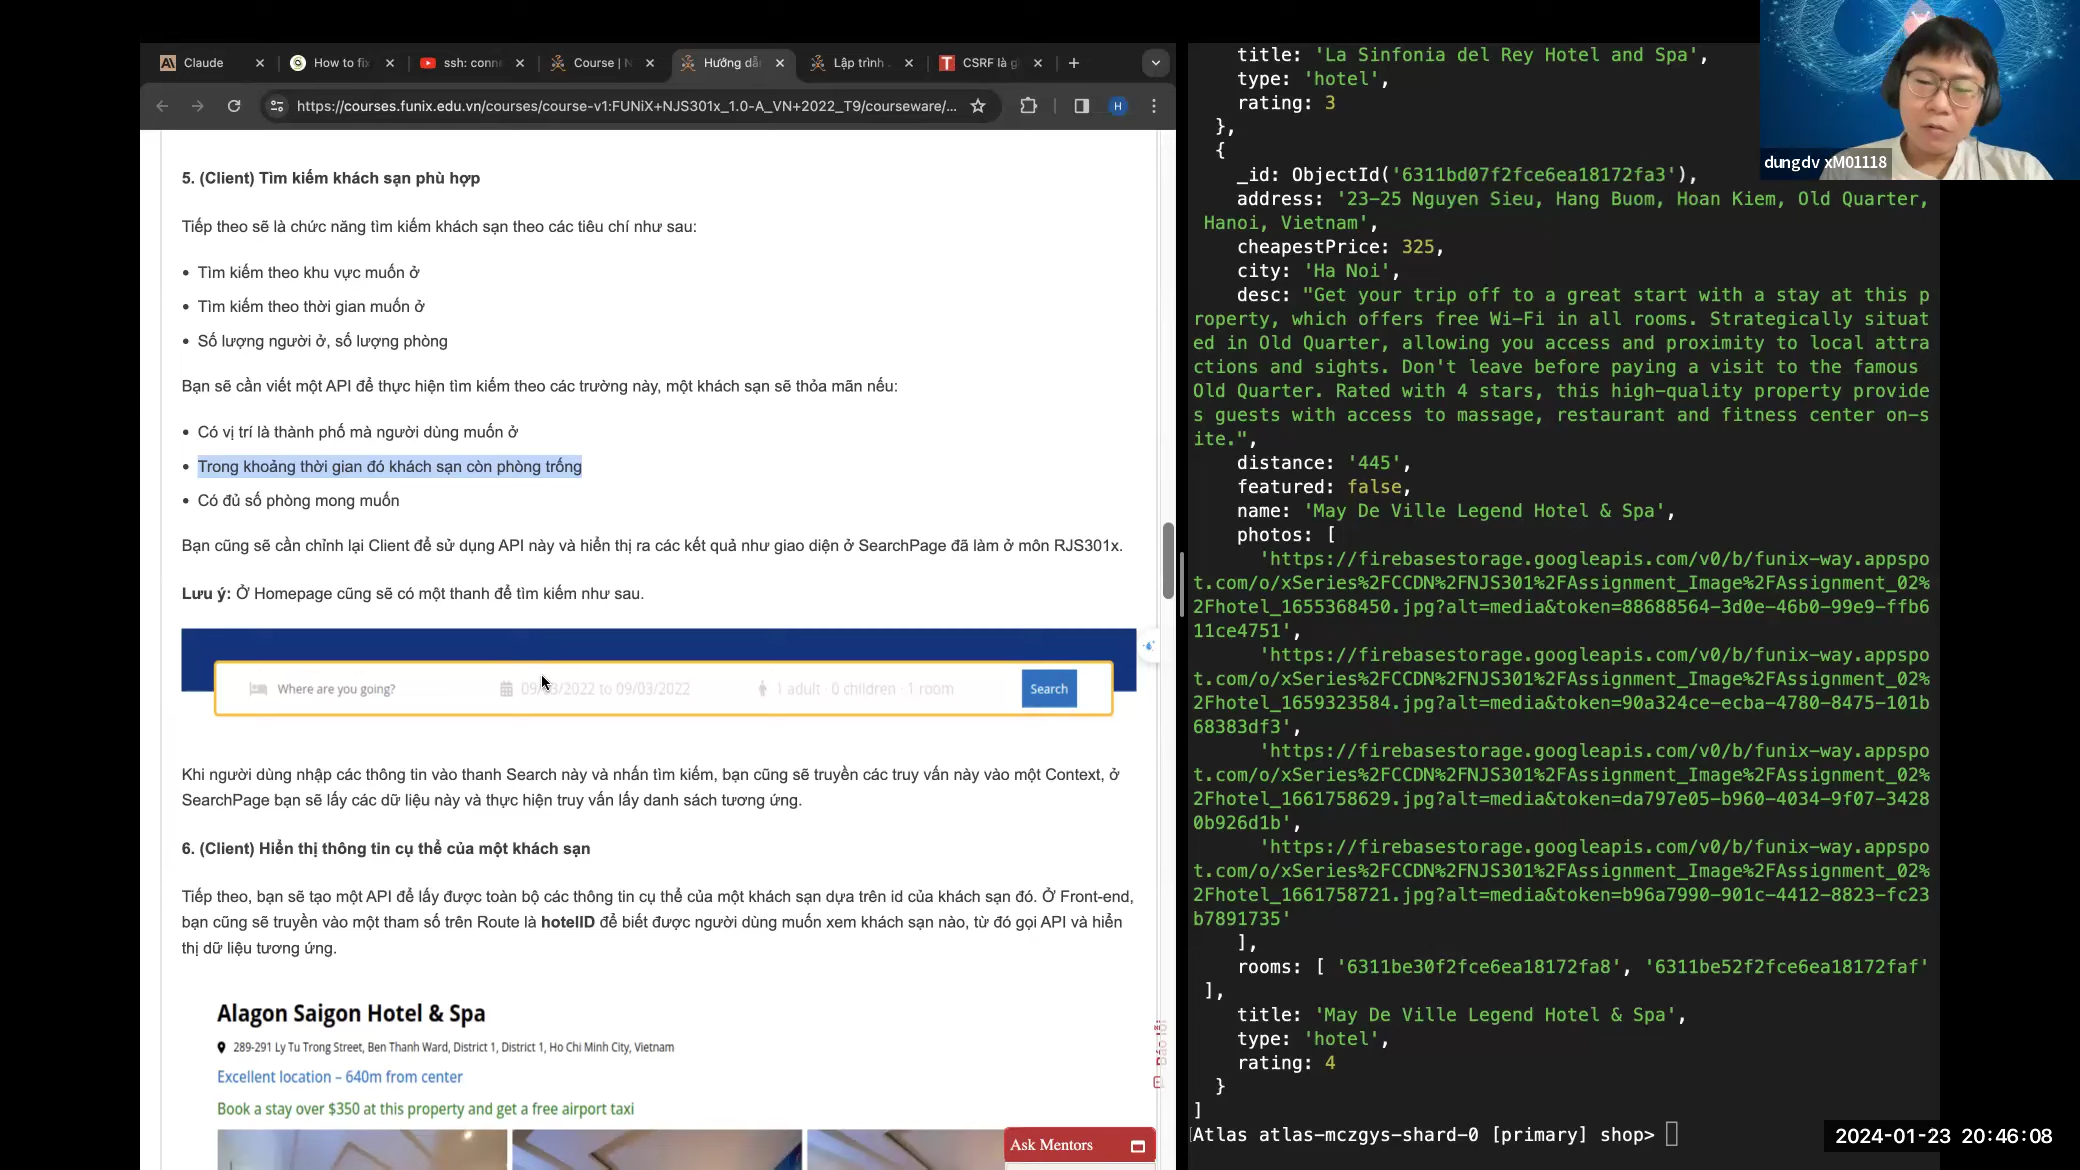 Claude
How to fix
ssh: conne
Course | N
Hướng dẫ
Lập trình
CSRF là g
https://courses.funix.edu.vn/courses/course-v1:FUNiX+NJS301x_1.0-A_VN+2022_T9/courseware/...
H
5. (Client) Tìm kiếm khách sạn phù hợp
Tiếp theo sẽ là chức năng tìm kiếm khách sạn theo các tiêu chí như sau:
• Tìm kiếm theo khu vực muốn ở
• Tìm kiếm theo thời gian muốn ở
• Số lượng người ở, số lượng phòng
Bạn sẽ cần viết một API để thực hiện tìm kiếm theo các trường này, một khách sạn sẽ thỏa mãn nếu:
• Có vị trí là thành phố mà người dùng muốn ở
• Trong khoảng thời gian đó khách sạn còn phòng trống
• Có đủ số phòng mong muốn
Bạn cũng sẽ cần chỉnh lại Client để sử dụng API này và hiển thị ra các kết quả như giao diện ở SearchPage đã làm ở môn RJS301x.
Lưu ý: Ở Homepage cũng sẽ có một thanh để tìm kiếm như sau.
Where are you going?
09/03/2022 to 09/03/2022
1 adult · 0 children · 1 room
Search
Khi người dùng nhập các thông tin vào thanh Search này và nhấn tìm kiếm, bạn cũng sẽ truyền các truy vấn này vào một Context, ở
SearchPage bạn sẽ lấy các dữ liệu này và thực hiện truy vấn lấy danh sách tương ứng.
6. (Client) Hiển thị thông tin cụ thể của một khách sạn
Tiếp theo, bạn sẽ tạo một API để lấy được toàn bộ các thông tin cụ thể của một khách sạn dựa trên id của khách sạn đó. Ở Front-end,
bạn cũng sẽ truyền vào một tham số trên Route là hotelID để biết được người dùng muốn xem khách sạn nào, từ đó gọi API và hiển
thị dữ liệu tương ứng.
Alagon Saigon Hotel & Spa
289-291 Ly Tu Trong Street, Ben Thanh Ward, District 1, District 1, Ho Chi Minh City, Vietnam
Excellent location – 640m from center
Book a stay over $350 at this property and get a free airport taxi
Báo lỗi
Ask Mentors
title: 'La Sinfonia del Rey Hotel and Spa',
type: 'hotel',
rating: 3
},
{
_id: ObjectId('6311bd07f2fce6ea18172fa3'),
address: '23-25 Nguyen Sieu, Hang Buom, Hoan Kiem, Old Quarter,
Hanoi, Vietnam',
cheapestPrice: 325,
city: 'Ha Noi',
desc: "Get your trip off to a great start with a stay at this p
roperty, which offers free Wi-Fi in all rooms. Strategically situat
ed in Old Quarter, allowing you access and proximity to local attra
ctions and sights. Don't leave before paying a visit to the famous
Old Quarter. Rated with 4 stars, this high-quality property provide
s guests with access to massage, restaurant and fitness center on-s
ite.",
distance: '445',
featured: false,
name: 'May De Ville Legend Hotel & Spa',
photos: [
'https://firebasestorage.googleapis.com/v0/b/funix-way.appspo
t.com/o/xSeries%2FCCDN%2FNJS301%2FAssignment_Image%2FAssignment_02%
2Fhotel_1655368450.jpg?alt=media&token=88688564-3d0e-46b0-99e9-ffb6
11ce4751',
'https://firebasestorage.googleapis.com/v0/b/funix-way.appspo
t.com/o/xSeries%2FCCDN%2FNJS301%2FAssignment_Image%2FAssignment_02%
2Fhotel_1659323584.jpg?alt=media&token=90a324ce-ecba-4780-8475-101b
68383df3',
'https://firebasestorage.googleapis.com/v0/b/funix-way.appspo
t.com/o/xSeries%2FCCDN%2FNJS301%2FAssignment_Image%2FAssignment_02%
2Fhotel_1661758629.jpg?alt=media&token=da797e05-b960-4034-9f07-3428
0b926d1b',
'https://firebasestorage.googleapis.com/v0/b/funix-way.appspo
t.com/o/xSeries%2FCCDN%2FNJS301%2FAssignment_Image%2FAssignment_02%
2Fhotel_1661758721.jpg?alt=media&token=b96a7990-901c-4412-8823-fc23
b7891735'
],
rooms: [ '6311be30f2fce6ea18172fa8', '6311be52f2fce6ea18172faf'
],
title: 'May De Ville Legend Hotel & Spa',
type: 'hotel',
rating: 4
}
]
Atlas atlas-mczgys-shard-0 [primary] shop>
dungdv xM01118
2024-01-23 20:46:08